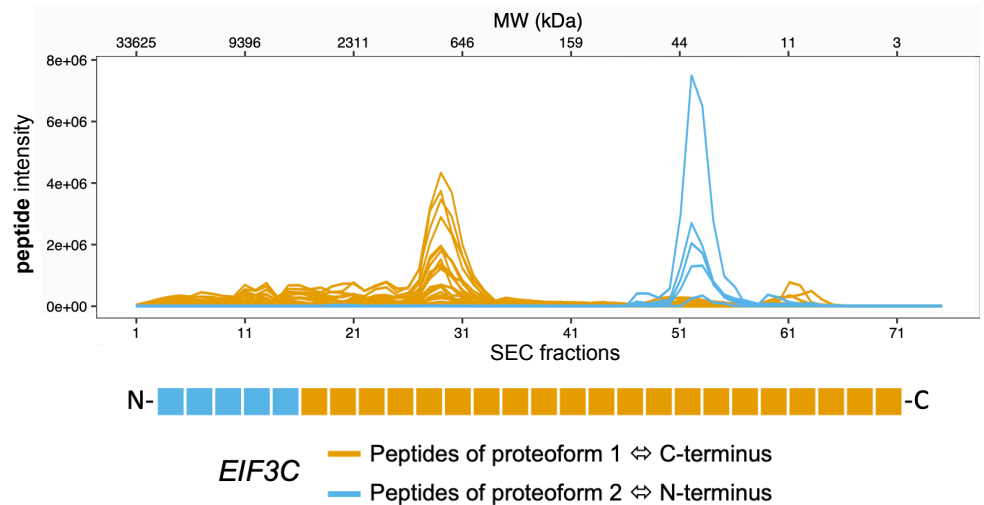 MW (kDa)
33625 9396 2311 646 159 44 11 3
8e+06
6e+06
4e+06
2e+06
0e+00
peptide intensity
1 11 21 31 41 51 61 71
SEC fractions
N- -C
EIF3C
Peptides of proteoform 1 ⇔ C-terminus
Peptides of proteoform 2 ⇔ N-terminus